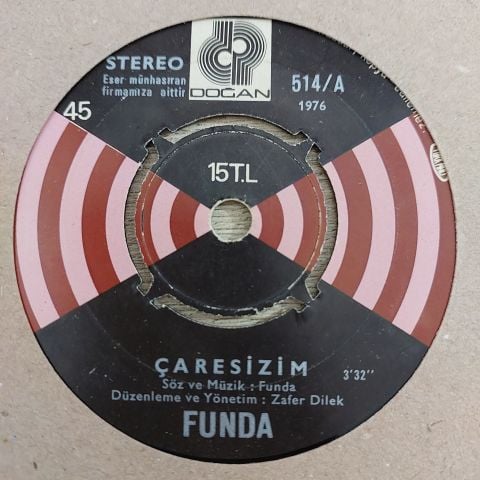 STEREO
Eser münhasıran
firmamıza aittir
DOĞAN
514/A
1976
45
15T.L
ÇARESİZİM
3'32"
Söz ve Müzik : Funda
Düzenleme ve Yönetim : Zafer Dilek
FUNDA